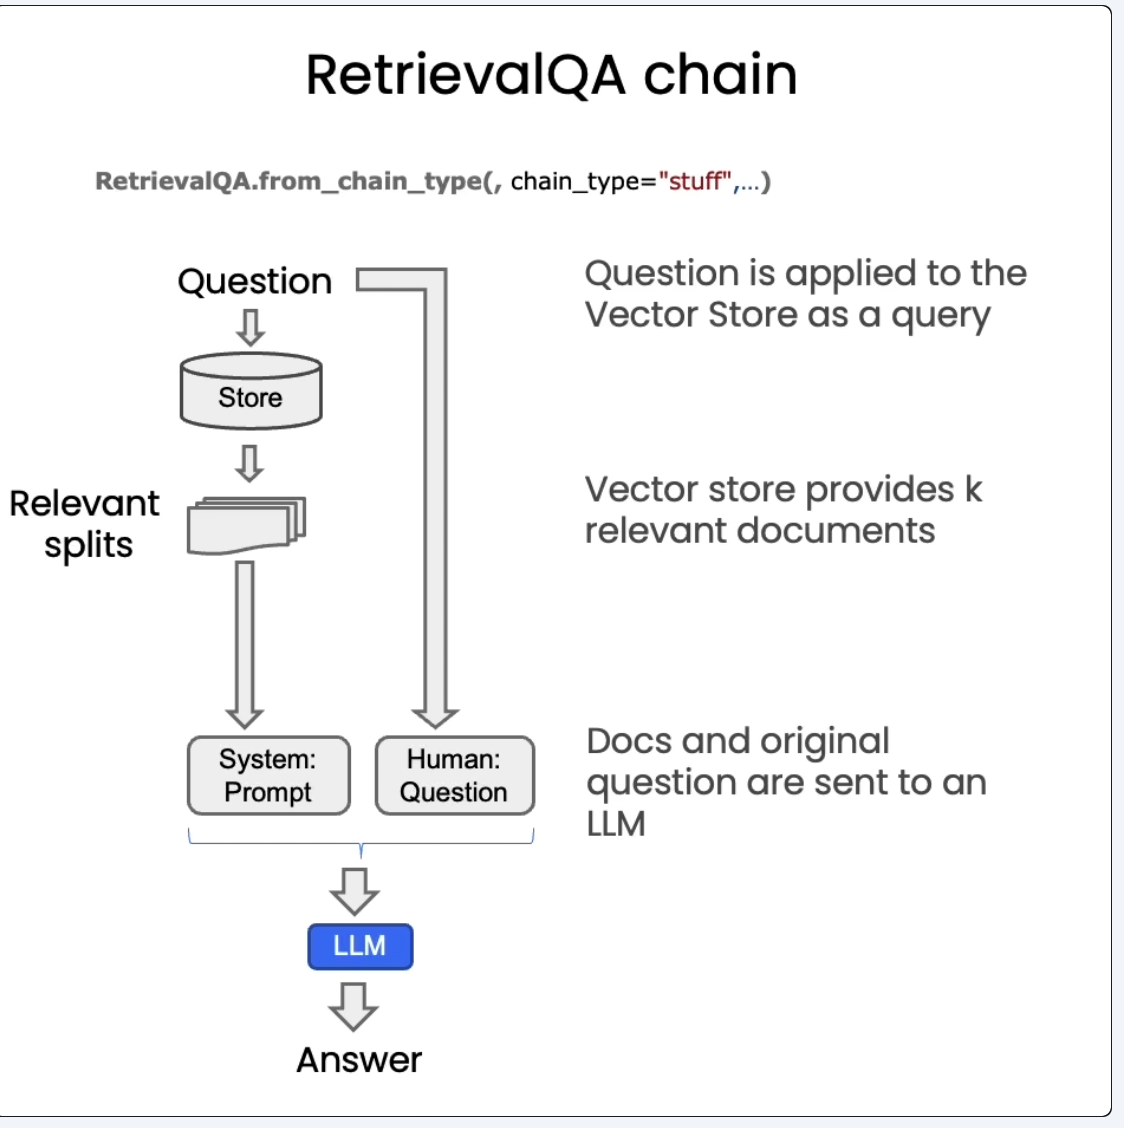 RetrievalQA chain
RetrievalQA.from_chain_type(, chain_type="stuff",...)
Question
Question is applied to the
Vector Store as a query
Store
Relevant
splits
Vector store provides k
relevant documents
System:
Prompt
Human:
Question
Docs and original
question are sent to an
LLM
LLM
Answer